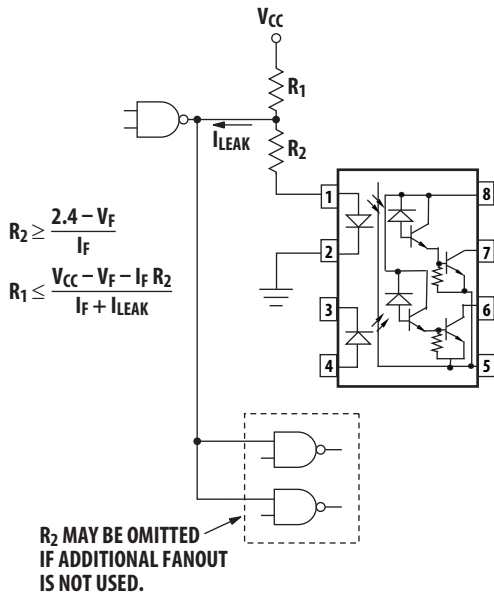 VCC
R1
ILEAK
R2
1
8
R2 ≥ (2.4 – VF) / IF
7
2
R1 ≤ (VCC – VF – IF R2) / (IF + ILEAK)
3
6
4
5
R2 MAY BE OMITTED
IF ADDITIONAL FANOUT
IS NOT USED.